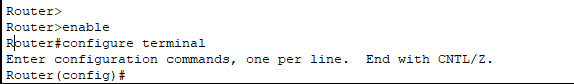 Router>
Router>enable
Router#configure terminal
Enter configuration commands, one per line.  End with CNTL/Z.
Router(config)#